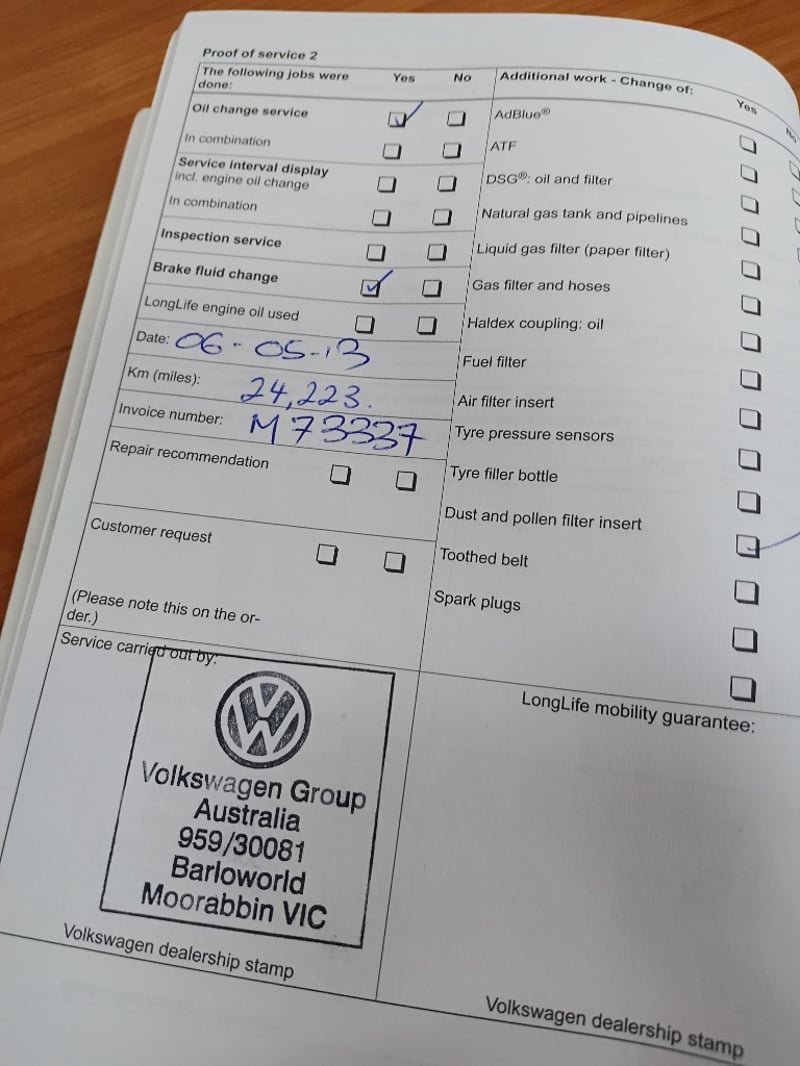 Proof of service 2
The following jobs were done: Yes No
Oil change service
In combination
Service interval display
incl. engine oil change
In combination
Inspection service
Brake fluid change
LongLife engine oil used
Date: 06-05-13
Km (miles): 24,223.
Invoice number: M73337
Repair recommendation
Customer request
(Please note this on the or-
der.)
Additional work - Change of: Yes No
AdBlue®
ATF
DSG®: oil and filter
Natural gas tank and pipelines
Liquid gas filter (paper filter)
Gas filter and hoses
Haldex coupling: oil
Fuel filter
Air filter insert
Tyre pressure sensors
Tyre filler bottle
Dust and pollen filter insert
Toothed belt
Spark plugs
Service carried out by:
Volkswagen Group
Australia
959/30081
Barloworld
Moorabbin VIC
Volkswagen dealership stamp
LongLife mobility guarantee:
Volkswagen dealership stamp